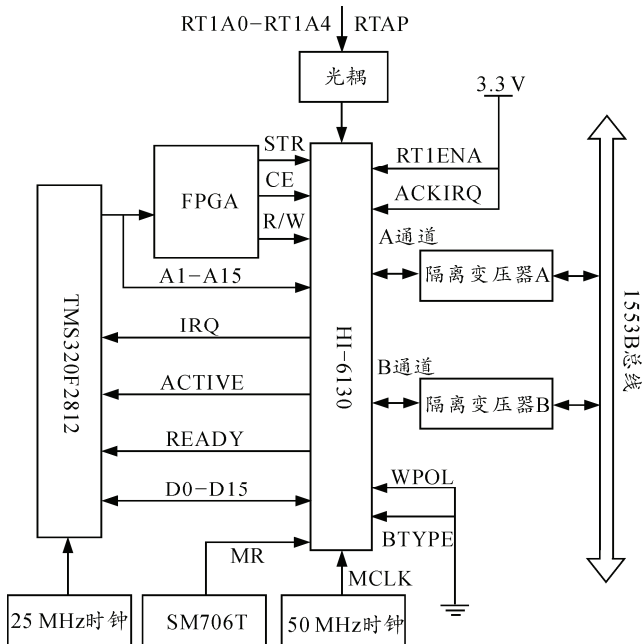 RT1A0-RT1A4 RTAP
光耦
3.3 V
STR
CE
R/W
FPGA
RT1ENA
ACKIRQ
A通道
A1-A15
隔离变压器A
TMS320F2812
HI-6130
1553B总线
IRQ
B通道
ACTIVE
隔离变压器B
READY
D0-D15
WPOL
BTYPE
MR
MCLK
25 MHz时钟
SM706T
50 MHz时钟